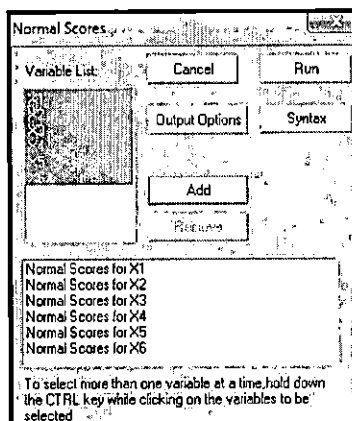 Normal Scores
Variable List:
Cancel
Run
Output Options
Syntax
Add
Remove
Normal Scores for X1
Normal Scores for X2
Normal Scores for X3
Normal Scores for X4
Normal Scores for X5
Normal Scores for X6
To select more than one variable at a time,hold down
the CTRL key while clicking on the variables to be
selected